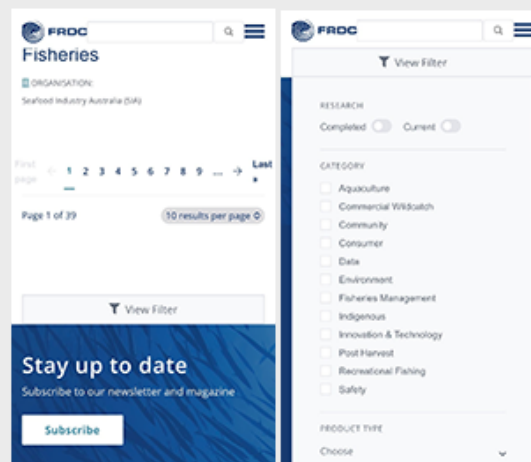 FRDC
Fisheries
ORGANISATION:
Seafood Industry Australia (SIA)
First page ← 1 2 3 4 5 6 7 8 9 ... → Last »
Page 1 of 39
10 results per page
View Filter
Stay up to date
Subscribe to our newsletter and magazine
Subscribe
FRDC
View Filter
RESEARCH
Completed Current
CATEGORY
Aquaculture
Commercial Wildcatch
Community
Consumer
Data
Environment
Fisheries Management
Indigenous
Innovation & Technology
Post Harvest
Recreational Fishing
Safety
PRODUCT TYPE
Choose